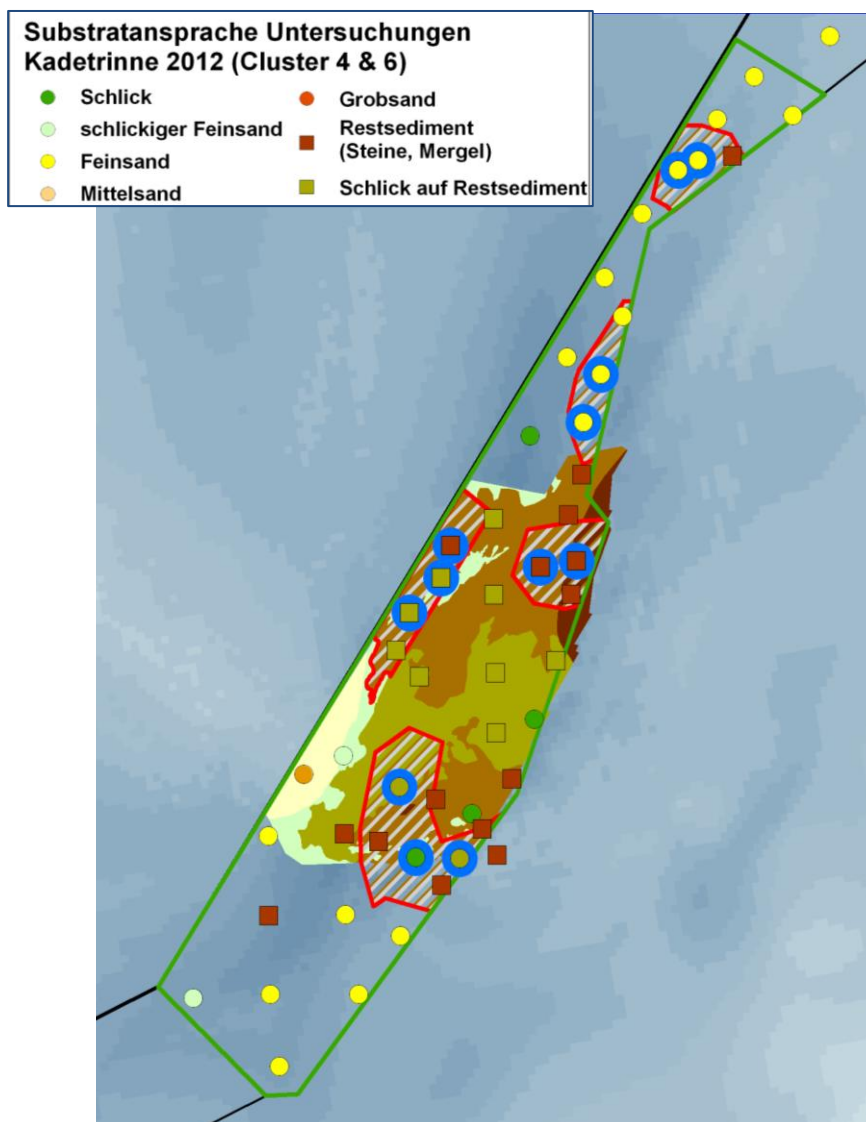 Substratansprache Untersuchungen
Kadetrinne 2012 (Cluster 4 & 6)
Schlick
schlickiger Feinsand
Feinsand
Mittelsand
Grobsand
Restsediment
(Steine, Mergel)
Schlick auf Restsediment